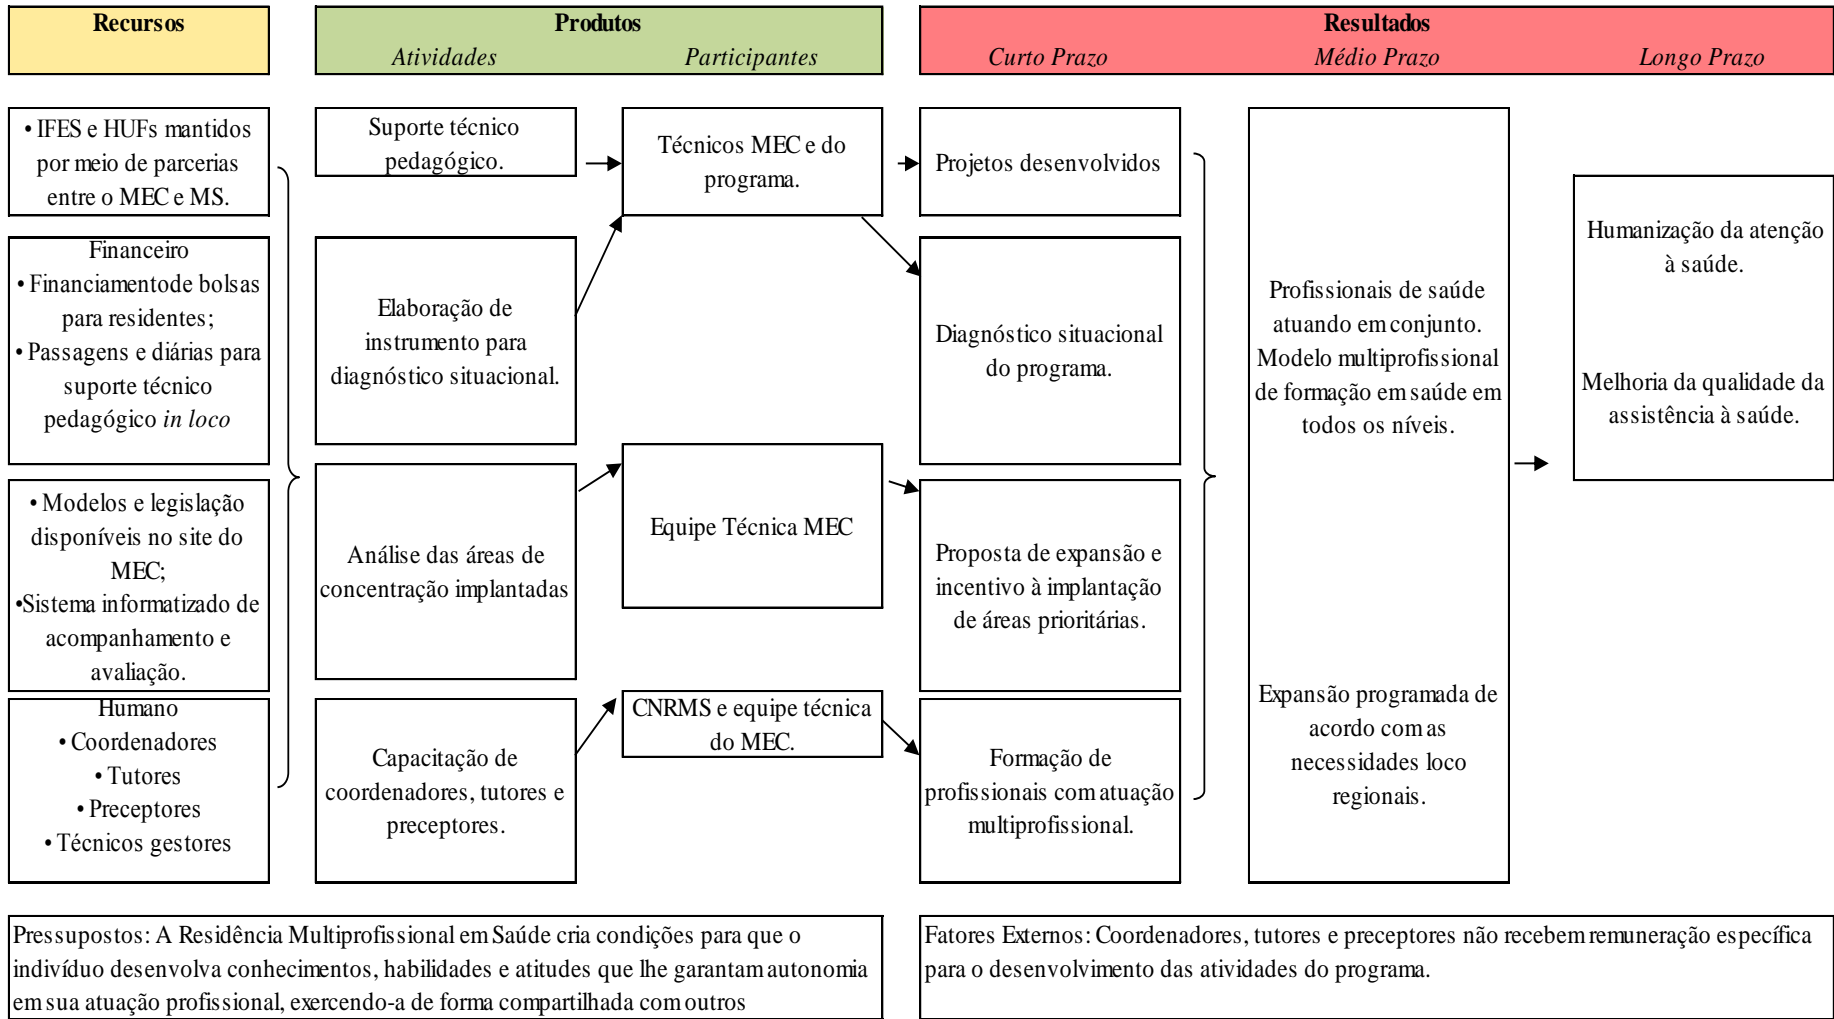 Recursos
Produtos
Atividades
Participantes
Resultados
Curto Prazo
Médio Prazo
Longo Prazo
• IFES e HUFs mantidos
por meio de parcerias
entre o MEC e MS.
Financeiro
• Financiamentode bolsas
para residentes;
• Passagens e diárias para
suporte técnico
pedagógico in loco
• Modelos e legislação
disponíveis no site do
MEC;
•Sistema informatizado de
acompanhamento e
avaliação.
Humano
• Coordenadores
• Tutores
• Preceptores
• Técnicos gestores
Suporte técnico
pedagógico.
Elaboração de
instrumento para
diagnóstico situacional.
Análise das áreas de
concentração implantadas
Capacitação de
coordenadores, tutores e
preceptores.
Técnicos MEC e do
programa.
Equipe Técnica MEC
CNRMS e equipe técnica
do MEC.
Projetos desenvolvidos
Diagnóstico situacional
do programa.
Proposta de expansão e
incentivo à implantação
de áreas prioritárias.
Formação de
profissionais com atuação
multiprofissional.
Profissionais de saúde
atuando em conjunto.
Modelo multiprofissional
de formação em saúde em
todos os níveis.
Expansão programada de
acordo com as
necessidades loco
regionais.
Humanização da atenção
à saúde.
Melhoria da qualidade da
assistência à saúde.
Pressupostos: A Residência Multiprofissional em Saúde cria condições para que o
indivíduo desenvolva conhecimentos, habilidades e atitudes que lhe garantam autonomia
em sua atuação profissional, exercendo-a de forma compartilhada com outros
Fatores Externos: Coordenadores, tutores e preceptores não recebem remuneração específica
para o desenvolvimento das atividades do programa.